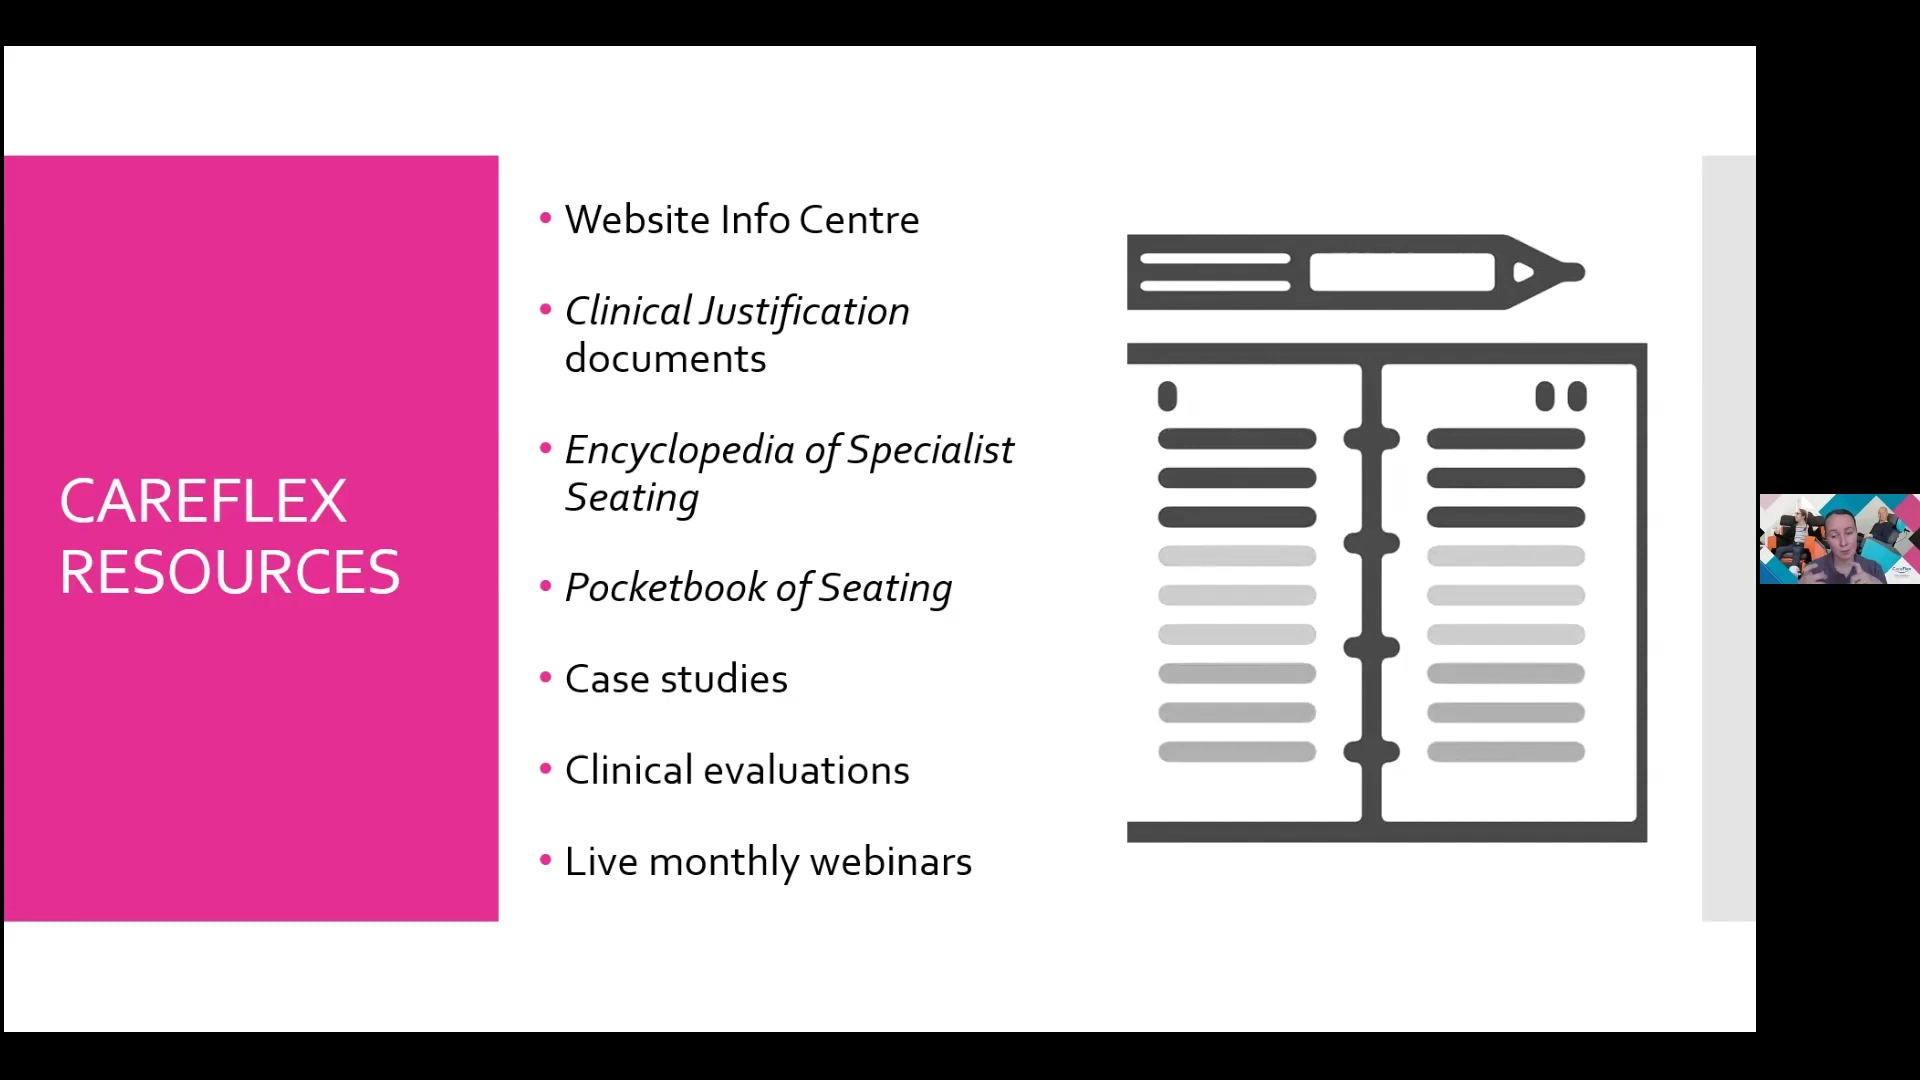 CAREFLEX
RESOURCES
• Website Info Centre
• Clinical Justification
documents
• Encyclopedia of Specialist
Seating
• Pocketbook of Seating
• Case studies
• Clinical evaluations
• Live monthly webinars